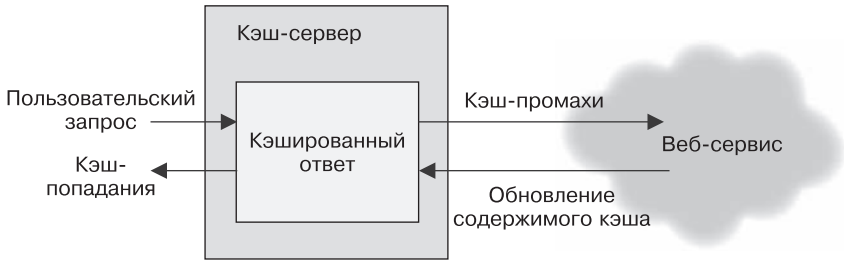 Кэш-сервер
Пользовательский
запрос
Кэш-
попадания
Кэшированный
ответ
Кэш-промахи
Обновление
содержимого кэша
Веб-сервис